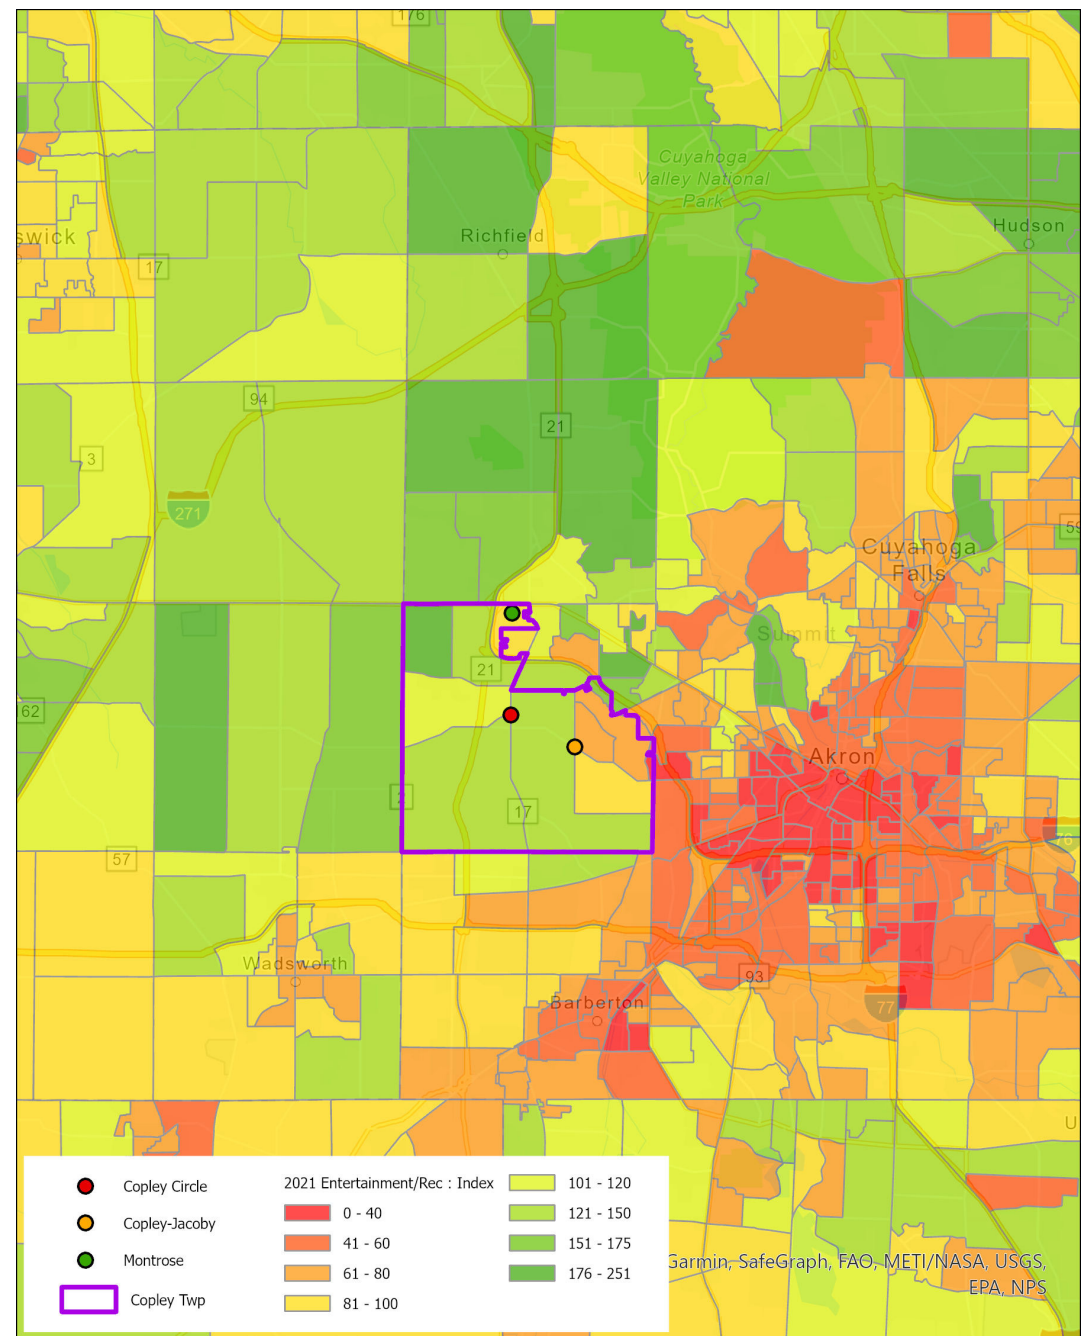 176
Cuyahoga
Valley National
Park
swick
Richfield
Hudson
17
94
21
3
271
59
Cuyahoga
Falls
Summit
21
162
Akron
17
57
76
Wadsworth
93
Barberton
77
U
Copley Circle
Copley-Jacoby
Montrose
Copley Twp
2021 Entertainment/Rec : Index
0 - 40
41 - 60
61 - 80
81 - 100
101 - 120
121 - 150
151 - 175
176 - 251
Garmin, SafeGraph, FAO, METI/NASA, USGS,
EPA, NPS